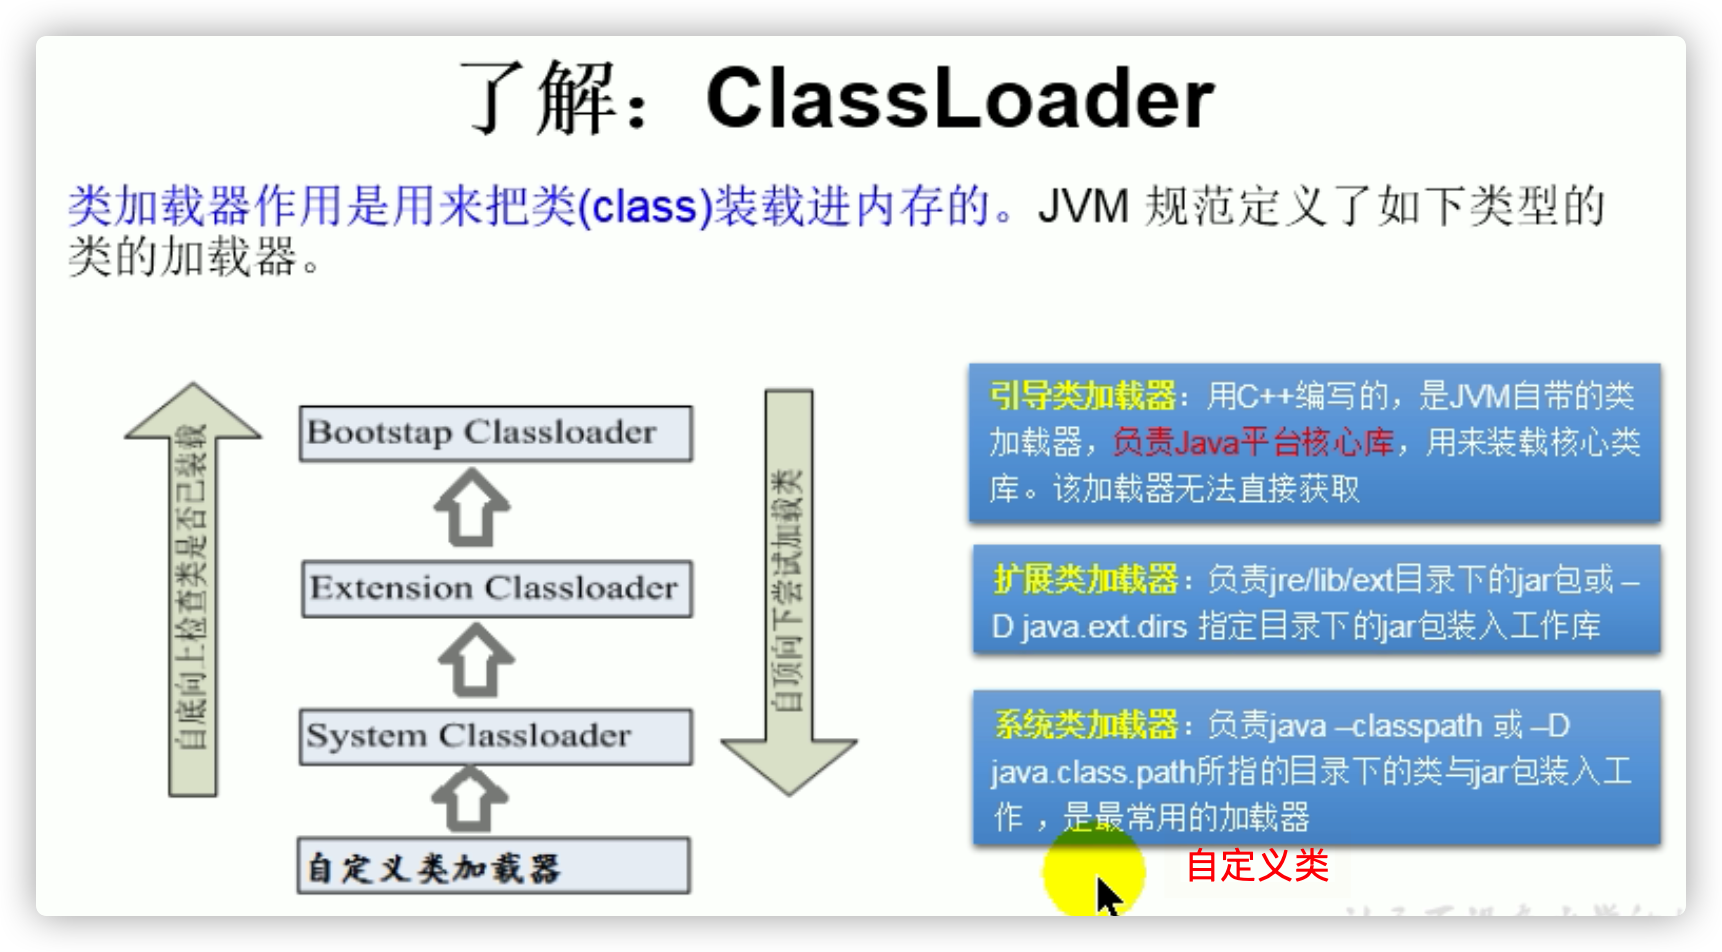 了解：ClassLoader
类加载器作用是用来把类(class)装载进内存的。JVM 规范定义了如下类型的
类的加载器。
自底向上检查类是否已装载
Bootstap Classloader
Extension Classloader
System Classloader
自定义类加载器
自顶向下尝试加载类
引导类加载器：用C++编写的，是JVM自带的类
加载器，负责Java平台核心库，用来装载核心类
库。该加载器无法直接获取
扩展类加载器：负责jre/lib/ext目录下的jar包或 –
D java.ext.dirs 指定目录下的jar包装入工作库
系统类加载器：负责java –classpath 或 –D
java.class.path所指的目录下的类与jar包装入工
作 ，是最常用的加载器
自定义类